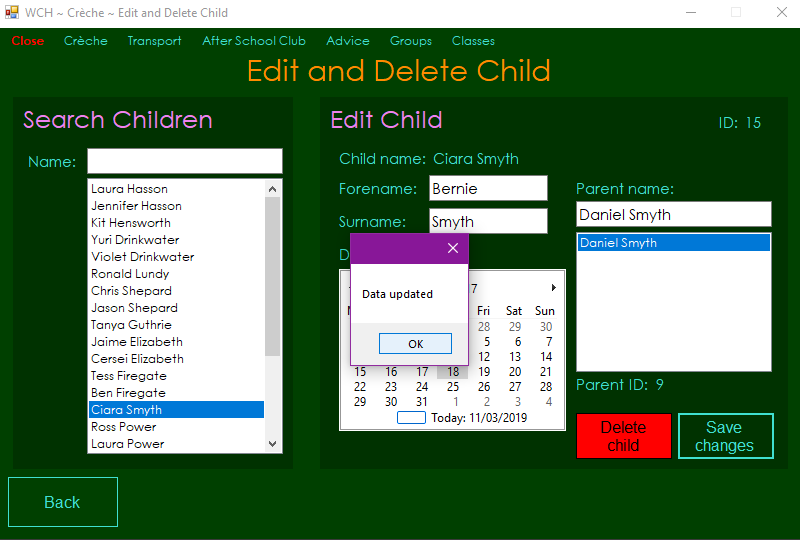 WCH ~ Crèche ~ Edit and Delete Child
Close Crèche Transport After School Club Advice Groups Classes
Edit and Delete Child
Search Children
Name:
Laura Hasson
Jennifer Hasson
Kit Hensworth
Yuri Drinkwater
Violet Drinkwater
Ronald Lundy
Chris Shepard
Jason Shepard
Tanya Guthrie
Jaime Elizabeth
Cersei Elizabeth
Tess Firegate
Ben Firegate
Ciara Smyth
Ross Power
Laura Power
Back
Edit Child
ID: 15
Child name: Ciara Smyth
Forename: Bernie
Surname: Smyth
D
7
Fri Sat Sun
28 29 30
5 6 7
12 13 14
15 16 17 18 19 20 21
22 23 24 25 26 27 28
29 30 31 1 2 3 4
Today: 11/03/2019
Data updated
OK
Parent name:
Daniel Smyth
Daniel Smyth
Parent ID: 9
Delete
child
Save
changes